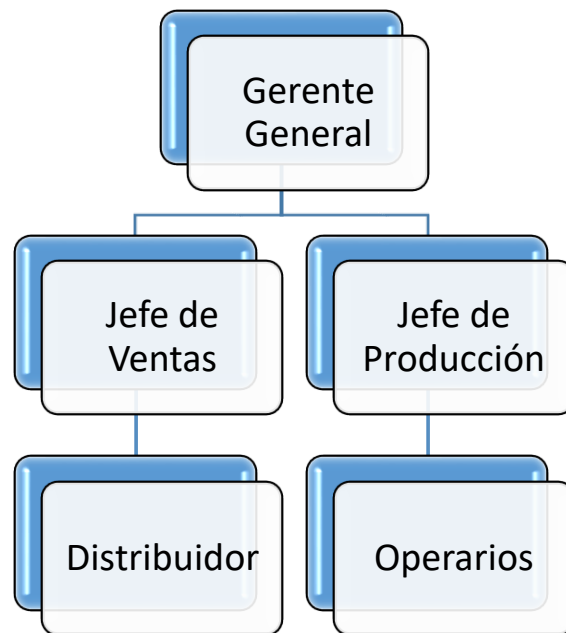 Gerente
General
Jefe de
Ventas
Jefe de
Producción
Distribuidor
Operarios